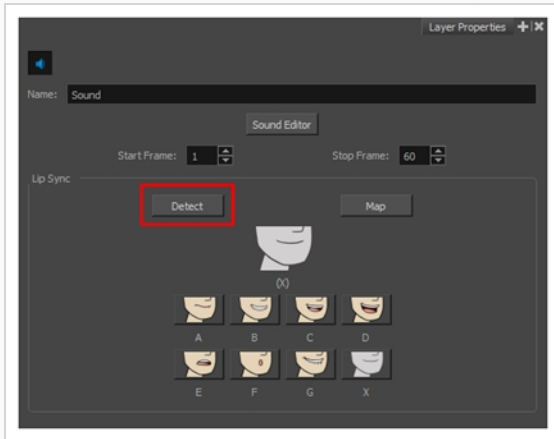 Layer Properties
Name: Sound
Sound Editor
Start Frame: 1 Stop Frame: 60
Lip Sync
Detect Map
(X)
A B C D
E F G X